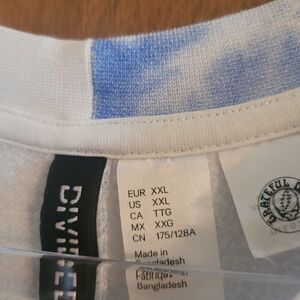 DIVIDED
EUR XXL
US XXL
CA TTG
MX XXG
CN 175/128A
Made in
Bangladesh
Fabriqué
Bangladesh
GRATEFUL